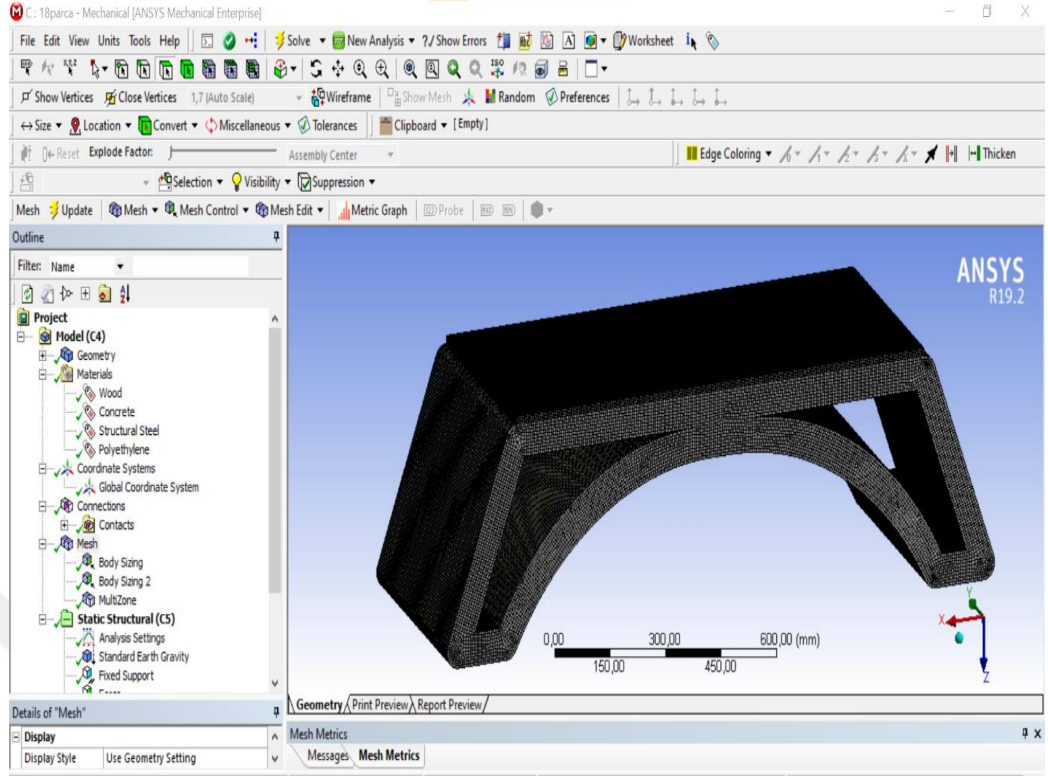 C : 18parca - Mechanical [ANSYS Mechanical Enterprise]
File Edit View Units Tools Help Solve New Analysis ?✓ Show Errors A Worksheet
Show Vertices Close Vertices 1,7 (Auto Scale) Wireframe Show Mesh Random Preferences
Size Location Convert Miscellaneous Tolerances Clipboard [Empty]
Reset Explode Factor: Assembly Center Edge Coloring Thicken
Selection Visibility Suppression
Mesh Update Mesh Mesh Control Mesh Edit Metric Graph Probe
Outline
Filter: Name
Project
Model (C4)
Geometry
Materials
Wood
Concrete
Structural Steel
Polyethylene
Coordinate Systems
Global Coordinate System
Connections
Contacts
Mesh
Body Sizing
Body Sizing 2
MultiZone
Static Structural (C5)
Analysis Settings
Standard Earth Gravity
Fixed Support
ANSYS
R19.2
0,00 300,00 600,00 (mm)
150,00 450,00
Y
X
Z
Geometry Print Preview Report Preview
Details of "Mesh"
Display
Display Style Use Geometry Setting
Mesh Metrics
Messages Mesh Metrics